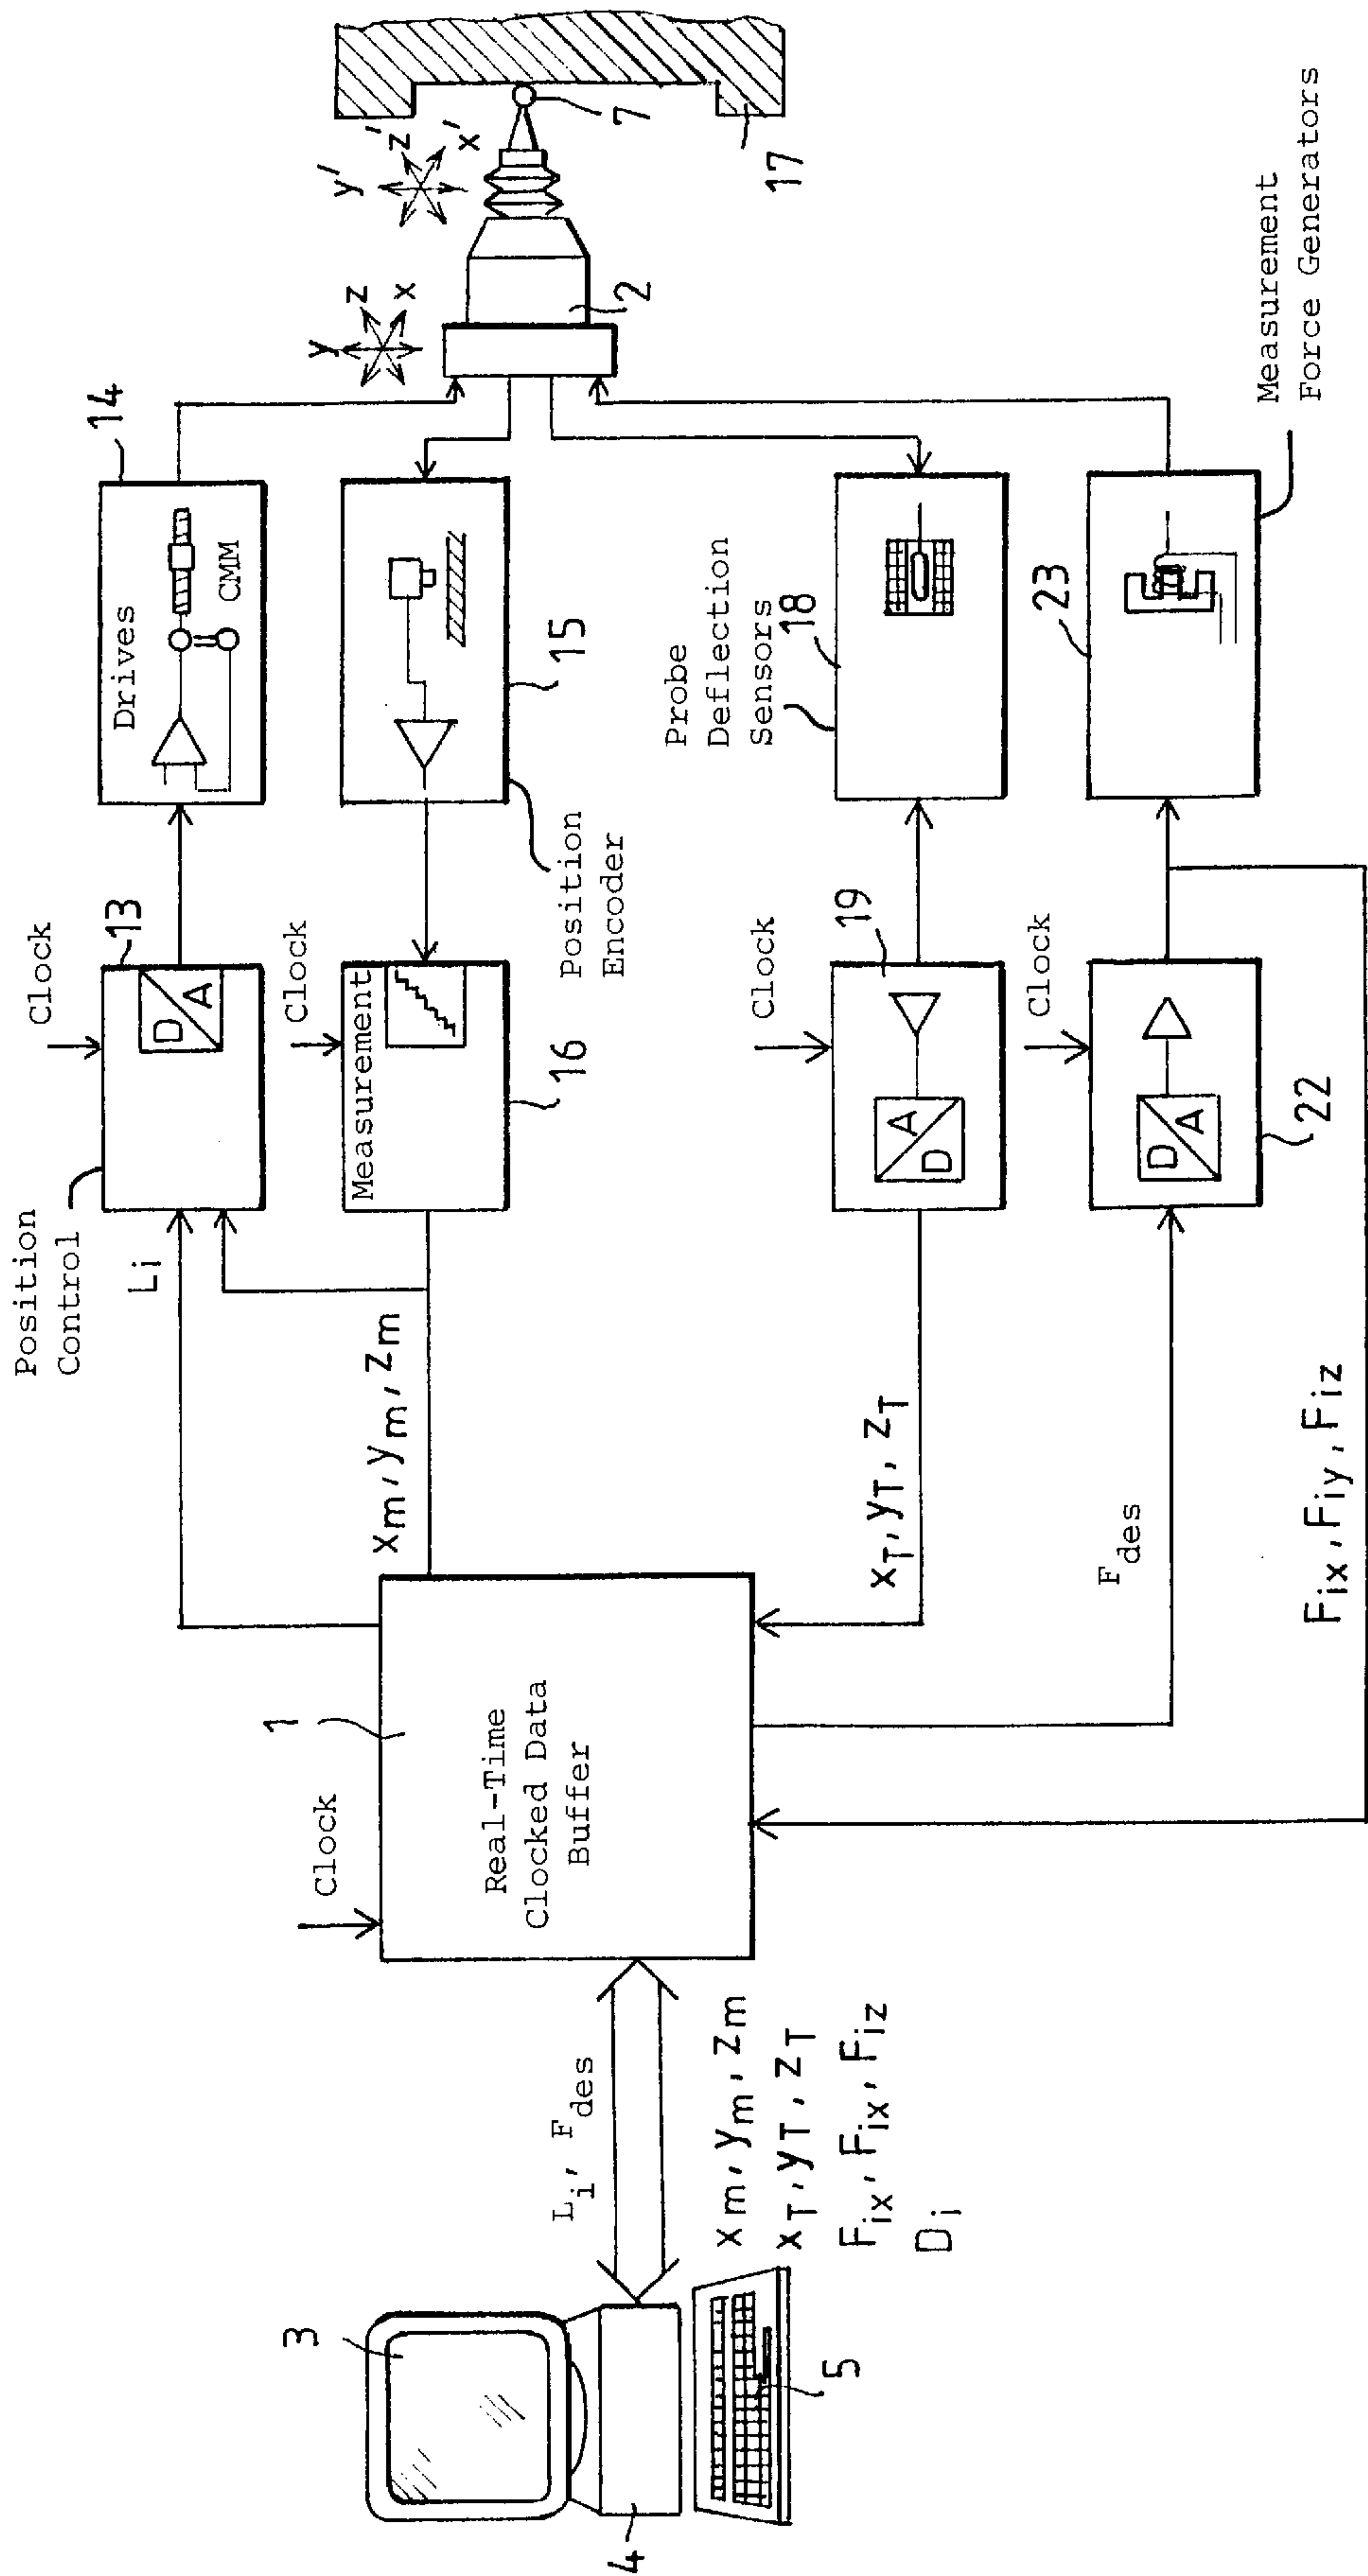 3
4
5
Li, Fdes
xm, ym, zm
xT, yT, zT
Fix, Fix, Fiz
Di
Clock
1
Real-Time
Clocked Data
Buffer
Position
Control
Li
xm, ym, zm
xT, yT, zT
Fdes
Fix, Fiy, Fiz
Clock
13
D
A
Clock
Measurement
16
Clock
19
A
D
Clock
D
A
22
Drives
CMM
14
Position
Encoder
15
Probe
Deflection
Sensors
18
23
Measurement
Force Generators
y
z
x
2
y'
z'
x'
7
17